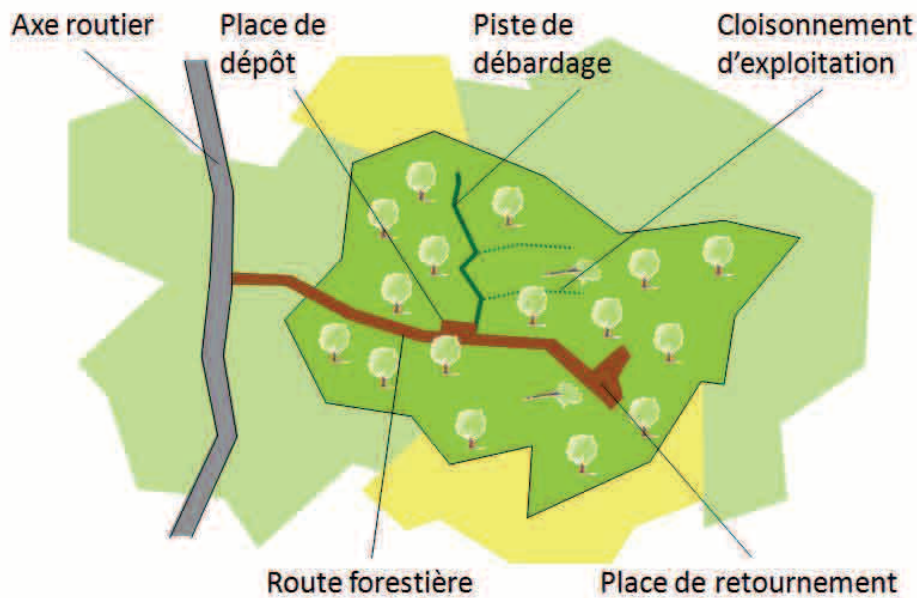 Axe routier
Place de
dépôt
Piste de
débardage
Cloisonnement
d’exploitation
Route forestière
Place de retournement